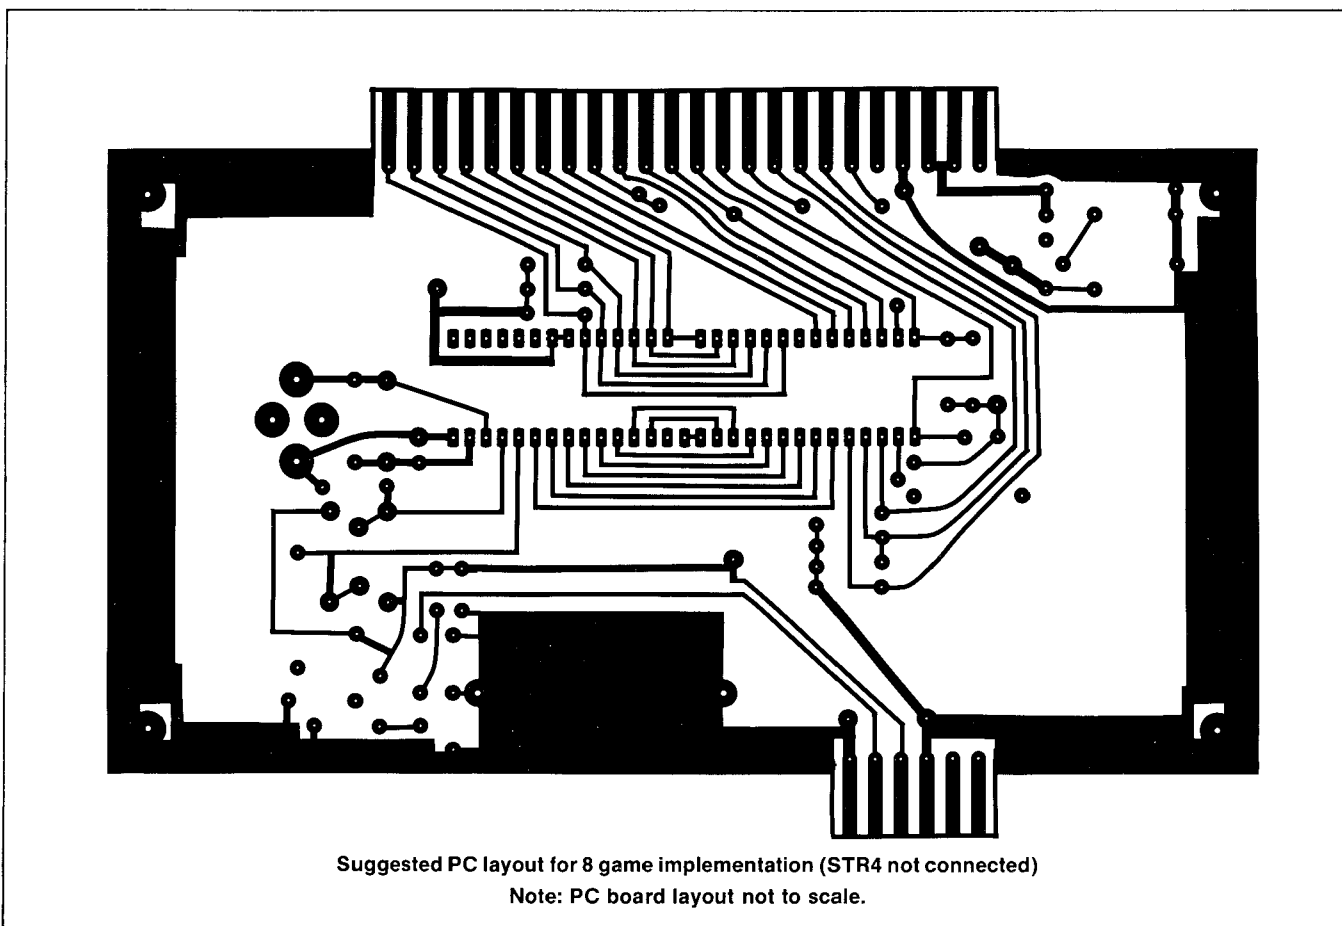 Suggested PC layout for 8 game implementation (STR4 not connected)
Note: PC board layout not to scale.